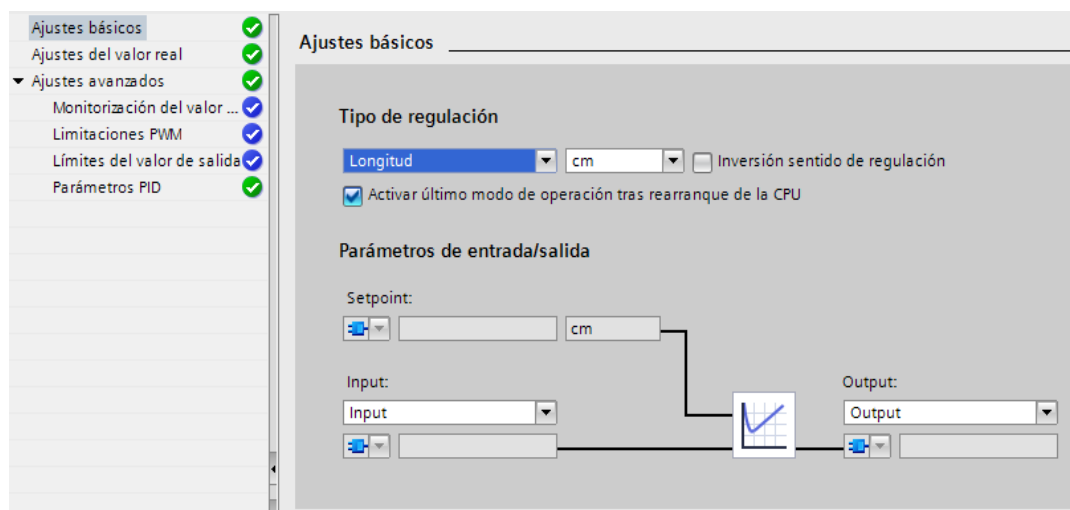 Ajustes básicos
Ajustes del valor real
Ajustes avanzados
Monitorización del valor ...
Limitaciones PWM
Límites del valor de salida
Parámetros PID
Ajustes básicos
Tipo de regulación
Longitud
cm
Inversión sentido de regulación
Activar último modo de operación tras rearranque de la CPU
Parámetros de entrada/salida
Setpoint:
cm
Input:
Output:
Input
Output